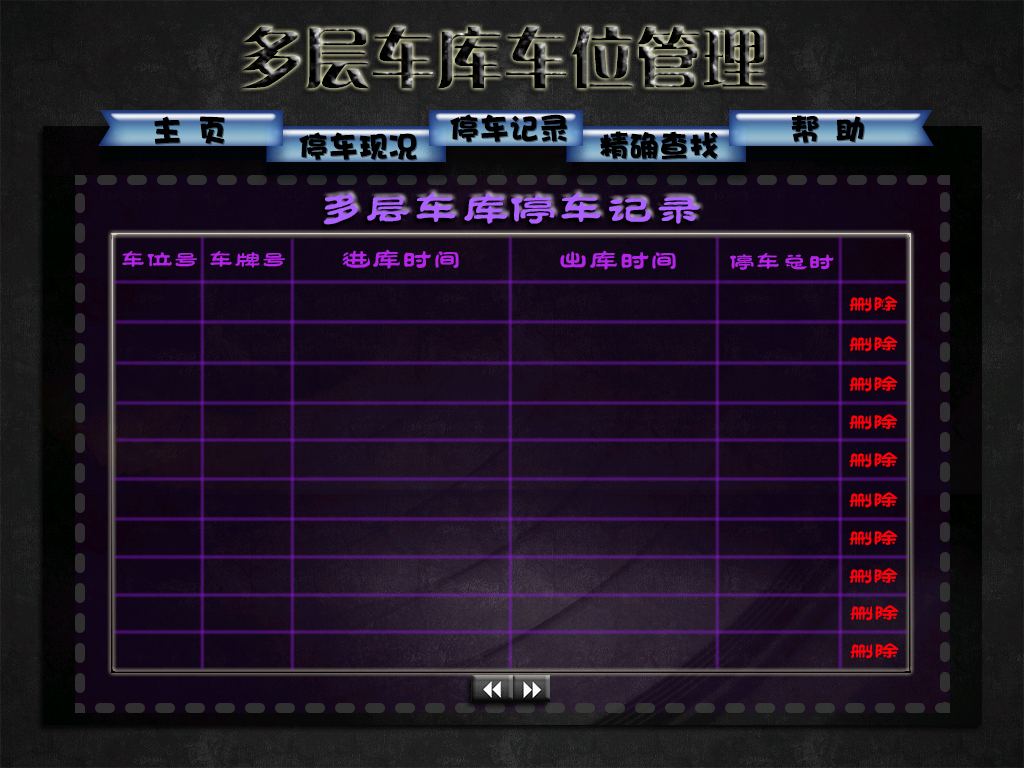 多层车库车位管理
主 页 停车现况 停车记录 精确查找 帮 助
多层车库停车记录
车位号 车牌号 进库时间 出库时间 停车总时
删除
删除
删除
删除
删除
删除
删除
删除
删除
删除